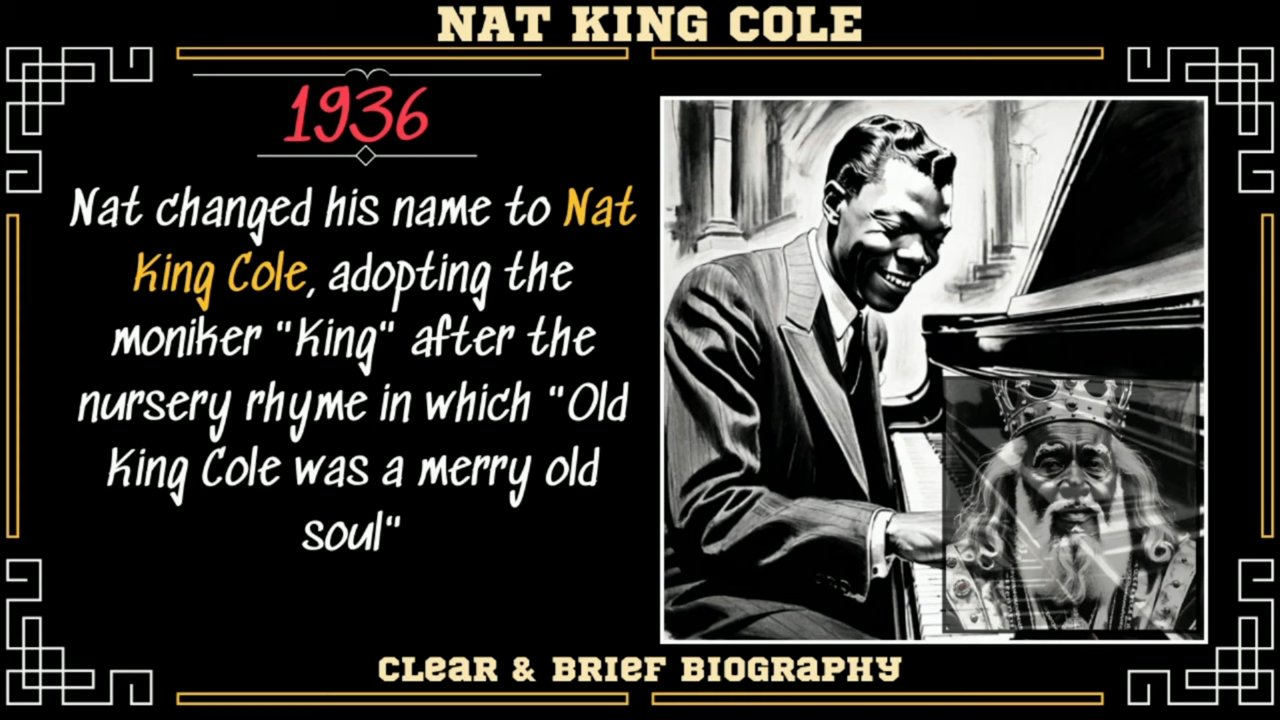 NAT KING COLE
1936
Nat changed his name to Nat
King Cole, adopting the
moniker "King" after the
nursery rhyme in which "Old
King Cole was a merry old
soul"
CLEAR & BRIEF BIOGRAPHY